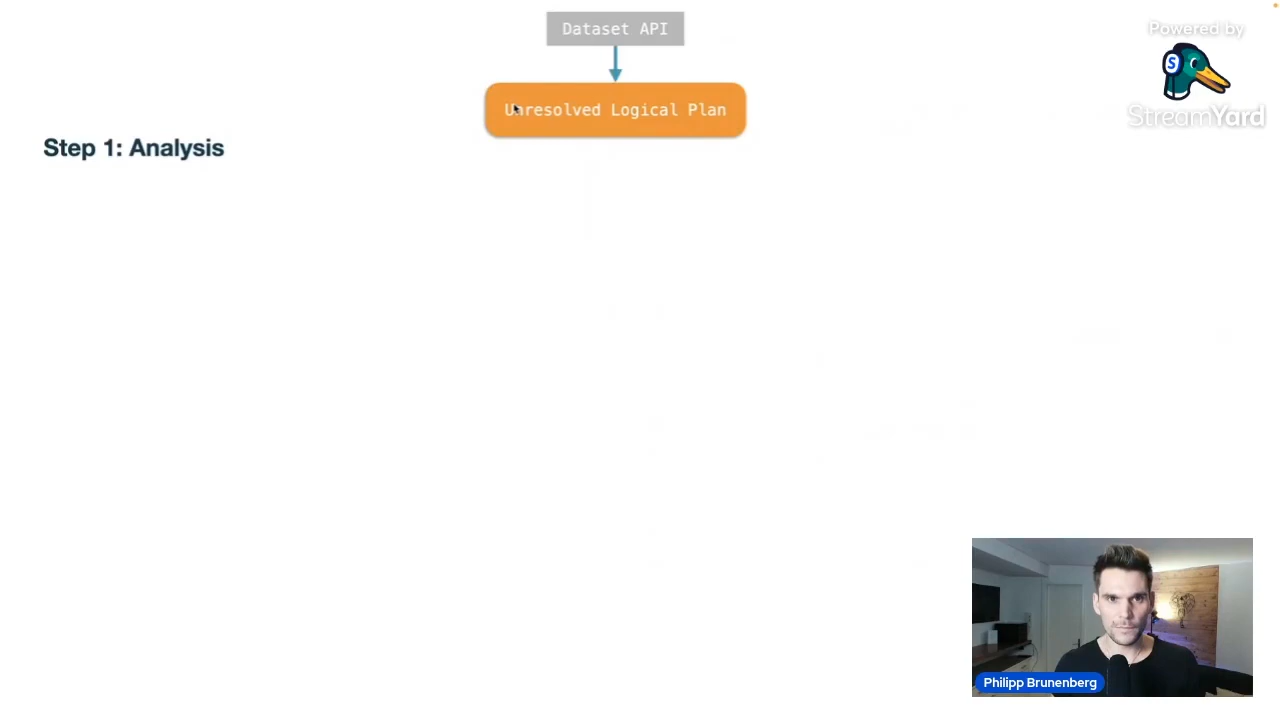 Dataset API
Powered by
S
StreamYard
Unresolved Logical Plan
Step 1: Analysis
Philipp Brunenberg